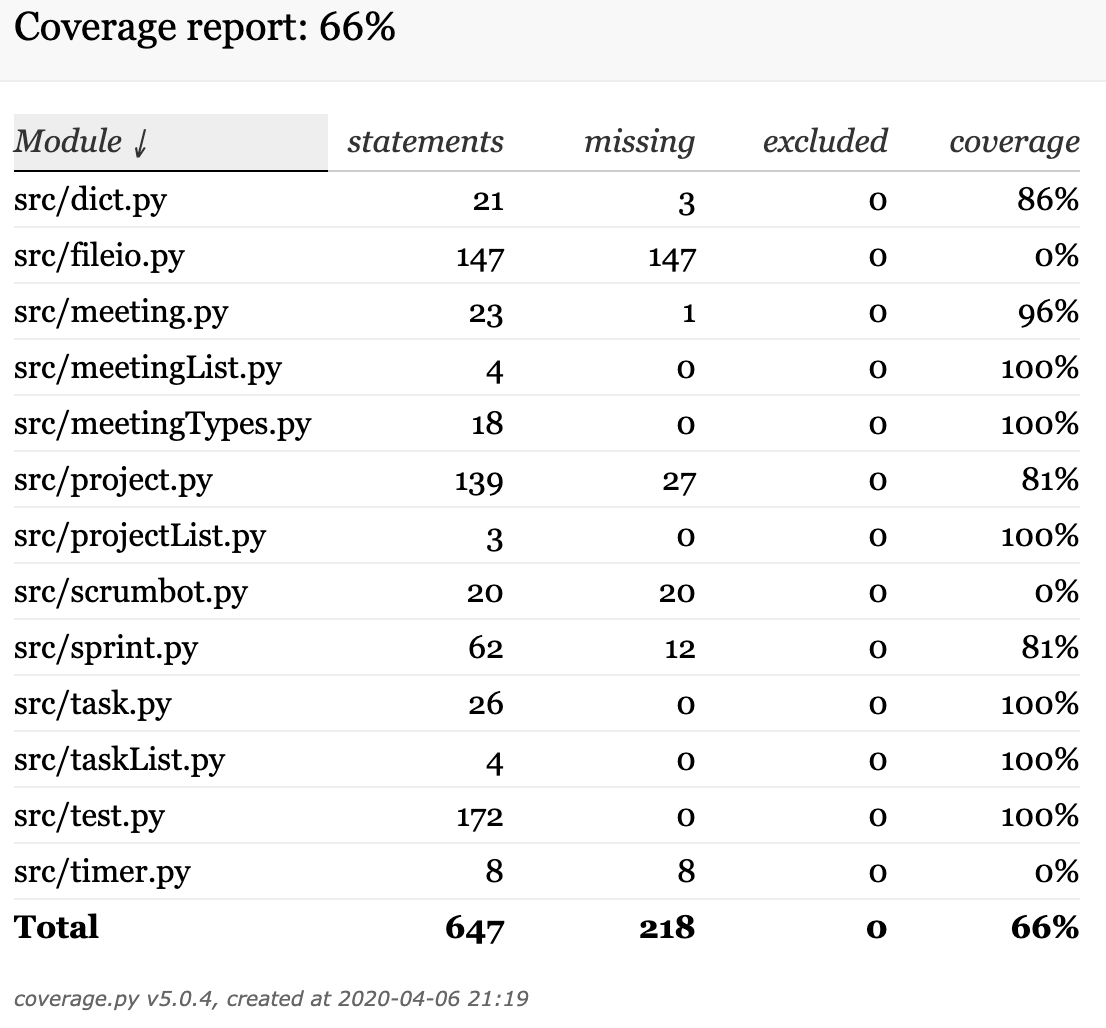 Coverage report: 66%
Module ↓ statements missing excluded coverage
src/dict.py 21 3 0 86%
src/fileio.py 147 147 0 0%
src/meeting.py 23 1 0 96%
src/meetingList.py 4 0 0 100%
src/meetingTypes.py 18 0 0 100%
src/project.py 139 27 0 81%
src/projectList.py 3 0 0 100%
src/scrumbot.py 20 20 0 0%
src/sprint.py 62 12 0 81%
src/task.py 26 0 0 100%
src/taskList.py 4 0 0 100%
src/test.py 172 0 0 100%
src/timer.py 8 8 0 0%
Total 647 218 0 66%
coverage.py v5.0.4, created at 2020-04-06 21:19